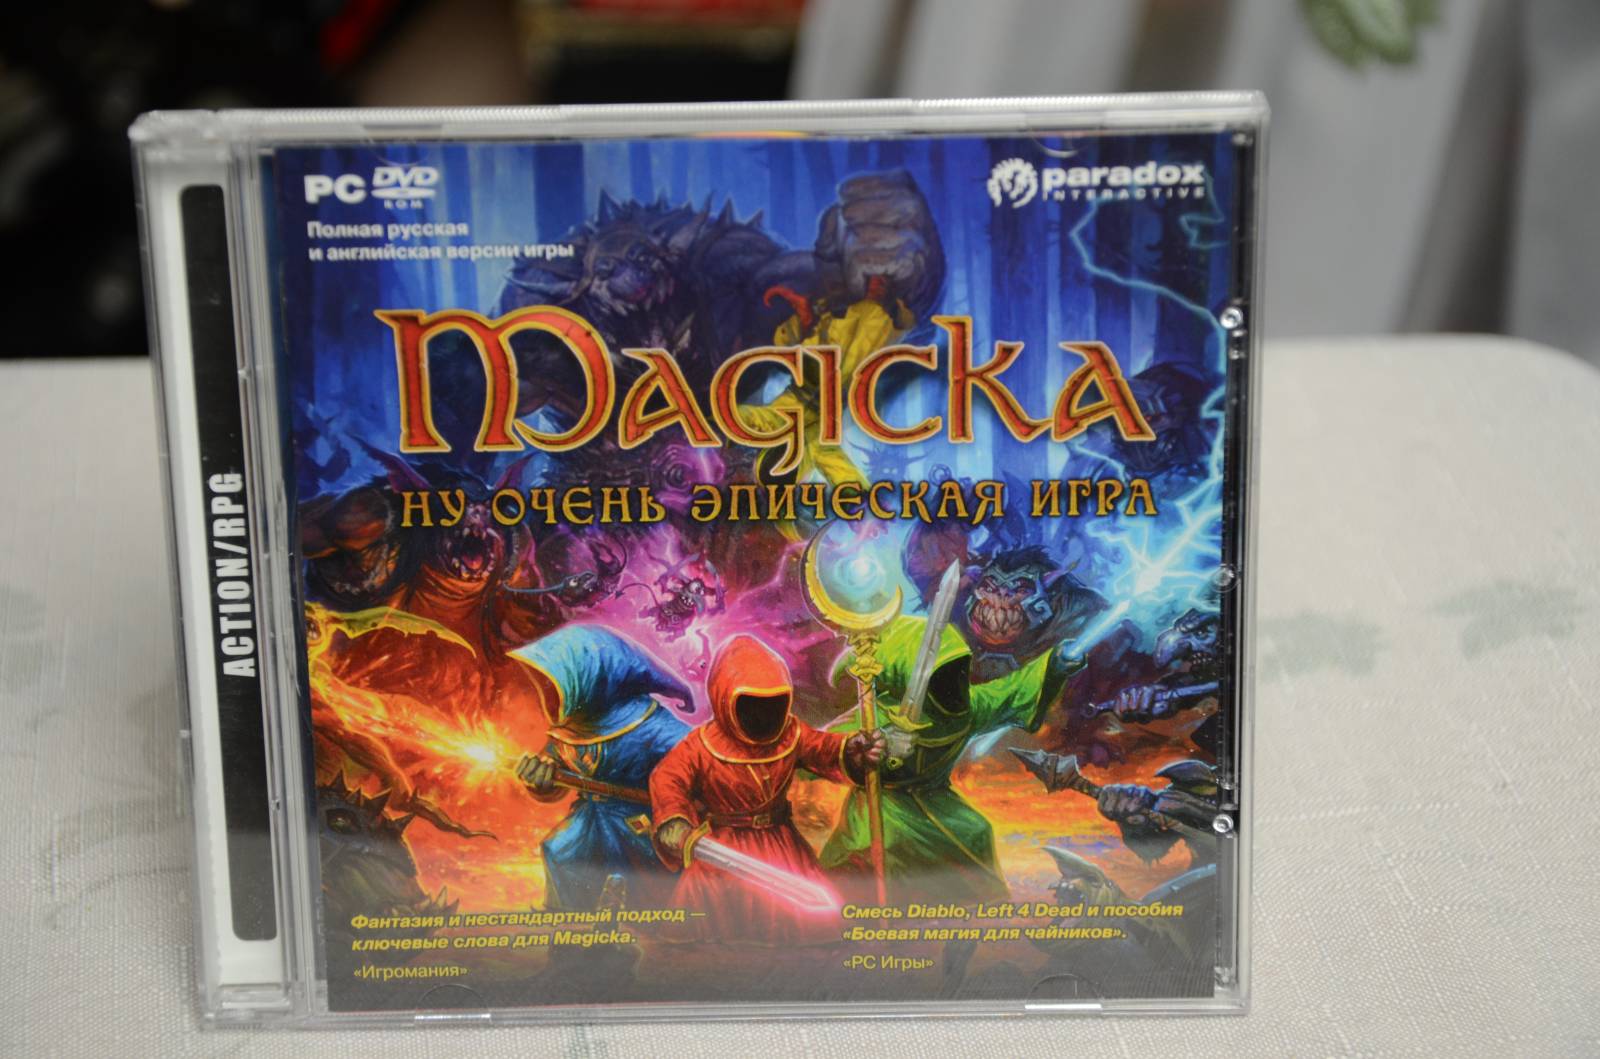 PC DVD
ROM
paradox
INTERACTIVE
Полная русская
и английская версии игры
Magicka
НУ ОЧЕНЬ ЭПИЧЕСКАЯ ИГРА
ACTION/RPG
Фантазия и нестандартный подход —
ключевые слова для Magicka.
«Игромания»
Смесь Diablo, Left 4 Dead и пособия
«Боевая магия для чайников».
«PC Игры»